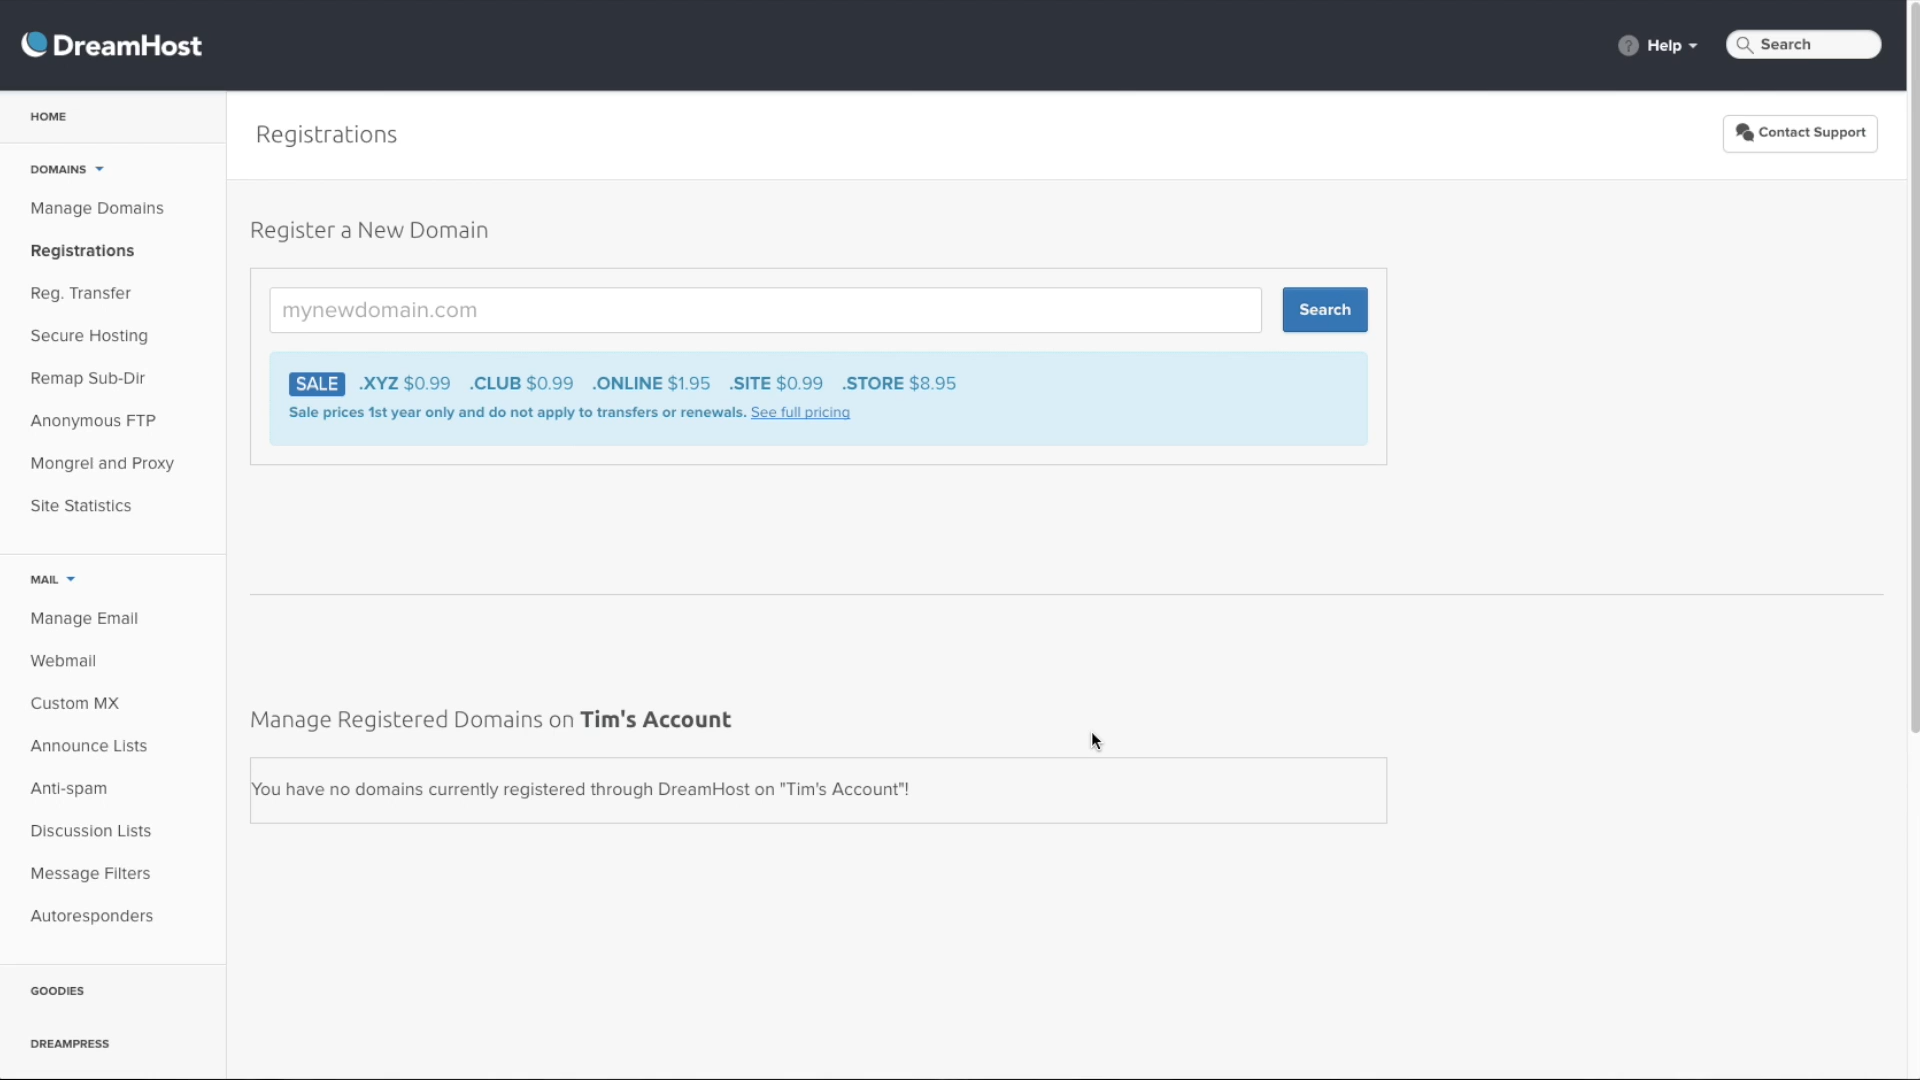 DreamHost
? Help
Search
HOME
DOMAINS
Manage Domains
Registrations
Reg. Transfer
Secure Hosting
Remap Sub-Dir
Anonymous FTP
Mongrel and Proxy
Site Statistics
MAIL
Manage Email
Webmail
Custom MX
Announce Lists
Anti-spam
Discussion Lists
Message Filters
Autoresponders
GOODIES
DREAMPRESS
Registrations
Contact Support
Register a New Domain
mynewdomain.com
Search
SALE .XYZ $0.99 .CLUB $0.99 .ONLINE $1.95 .SITE $0.99 .STORE $8.95
Sale prices 1st year only and do not apply to transfers or renewals. See full pricing
Manage Registered Domains on Tim's Account
You have no domains currently registered through DreamHost on "Tim's Account"!